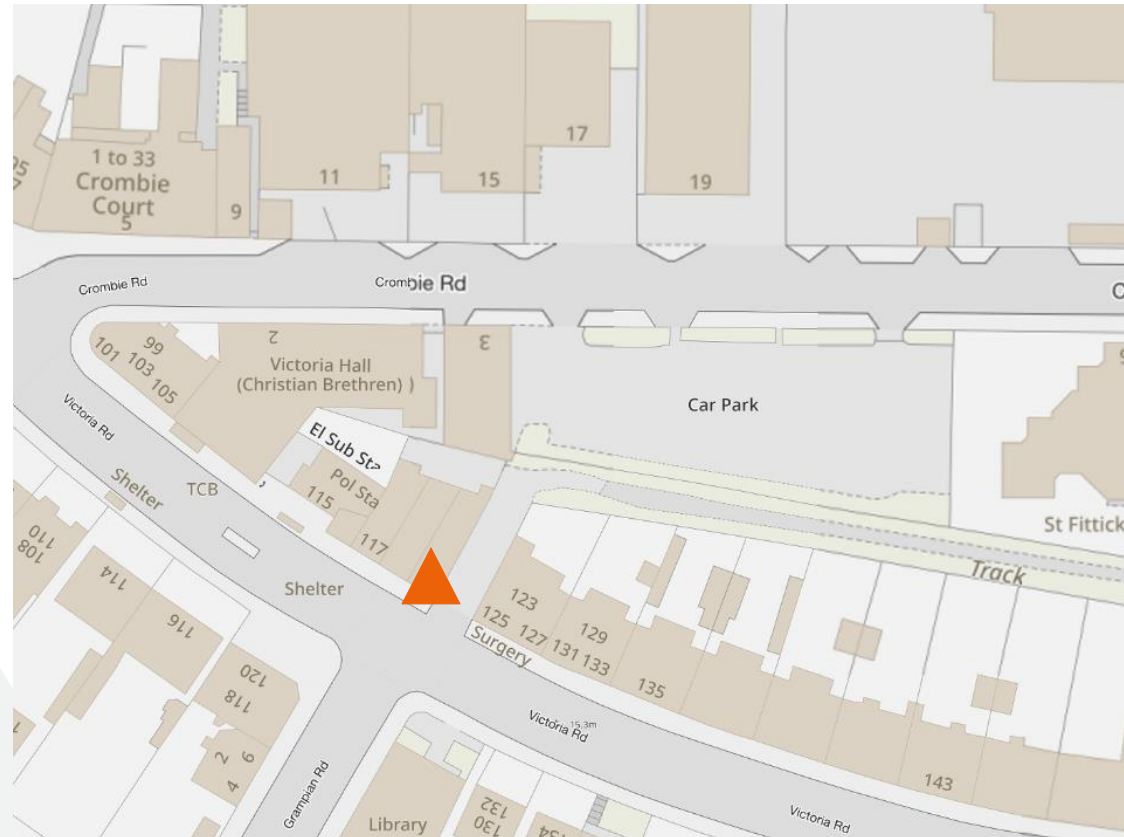 17
1 to 33
Crombie
Court
5
9
11
15
19
Crombie Rd
Crombie Rd
2
3
99
101
103
105
Victoria Hall
(Christian Brethren) )
Car Park
Victoria Rd
El Sub Sta
Pol Sta
115
117
Shelter
TCB
110
108
114
116
Shelter
120
118
2
6
4
123
125
127
129
131
133
Surgery
135
St Fittick
Track
Victoria Rd
15.3m
143
Grampian Rd
Library
132
130
134
Victoria Rd